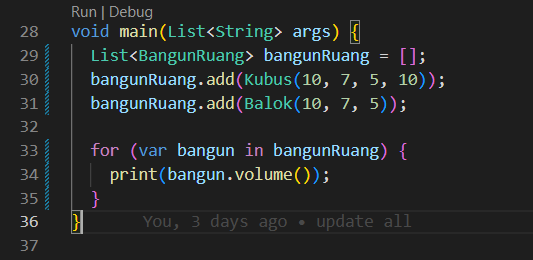 Run | Debug
28 void main(List<String> args) {
29 List<BangunRuang> bangunRuang = [];
30 bangunRuang.add(Kubus(10, 7, 5, 10));
31 bangunRuang.add(Balok(10, 7, 5));
32
33 for (var bangun in bangunRuang) {
34 print(bangun.volume());
35 }
36 } You, 3 days ago • update all
37